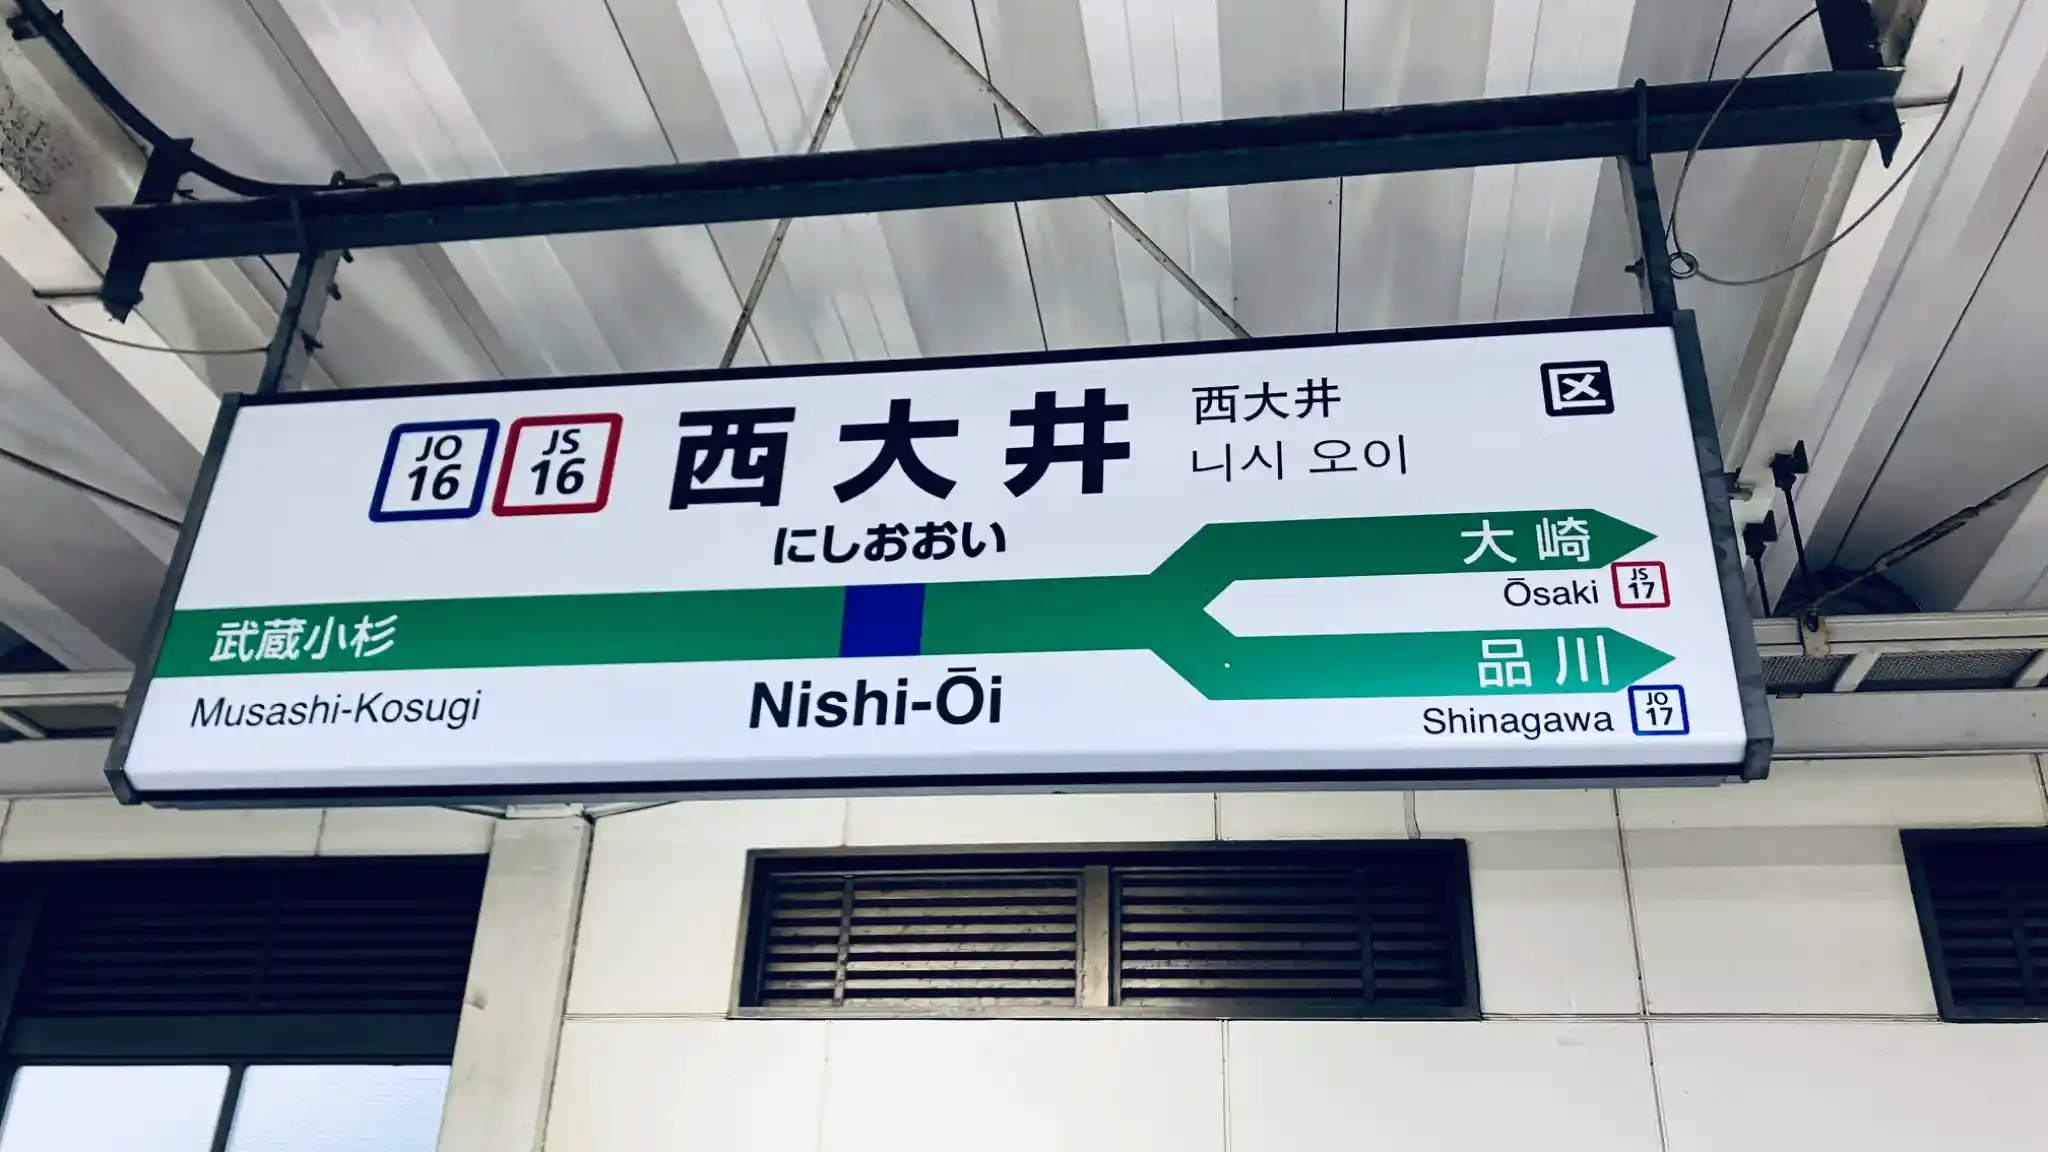 JO
16
JS
16
西大井
西大井
니시 오이
区
にしおおい
大崎
Ōsaki
JS
17
武蔵小杉
品川
Musashi-Kosugi
Nishi-Ōi
Shinagawa
JO
17